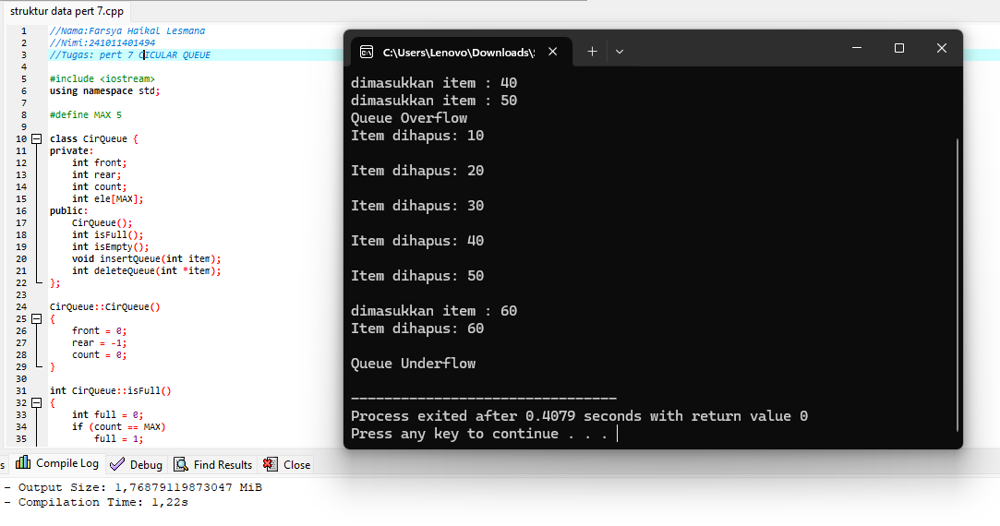 struktur data pert 7.cpp
1 //Nama:Farsya Haikal Lesmana
2 //Nimi:241011401494
3 //Tugas: pert 7 CICULAR QUEUE
4
5 #include <iostream>
6 using namespace std;
7
8 #define MAX 5
9
10 class CirQueue {
11 private:
12 int front;
13 int rear;
14 int count;
15 int ele[MAX];
16 public:
17 CirQueue();
18 int isFull();
19 int isEmpty();
20 void insertQueue(int item);
21 int deleteQueue(int *item);
22 };
23
24 CirQueue::CirQueue()
25 {
26 front = 0;
27 rear = -1;
28 count = 0;
29 }
30
31 int CirQueue::isFull()
32 {
33 int full = 0;
34 if (count == MAX)
35 full = 1;
C:\Users\Lenovo\Downloads\
dimasukkan item : 40
dimasukkan item : 50
Queue Overflow
Item dihapus: 10
Item dihapus: 20
Item dihapus: 30
Item dihapus: 40
Item dihapus: 50
dimasukkan item : 60
Item dihapus: 60
Queue Underflow
--------------------------------
Process exited after 0.4079 seconds with return value 0
Press any key to continue . . .
s Compile Log Debug Find Results Close
- Output Size: 1,76879119873047 MiB
- Compilation Time: 1,22s